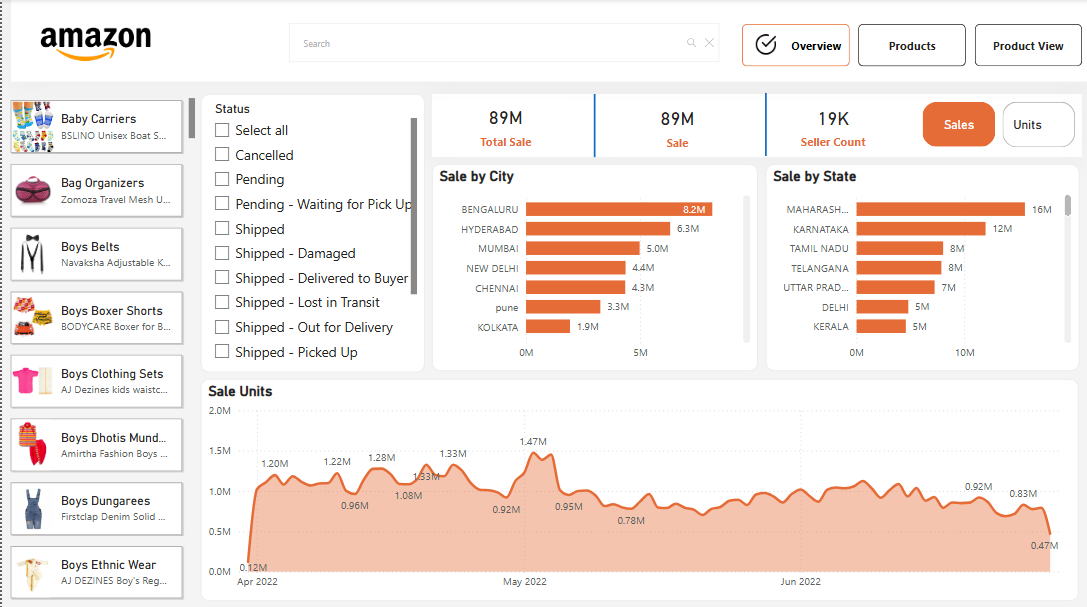 amazon
Search
Overview
Products
Product View
Baby Carriers
BSLINO Unisex Boat S...
Bag Organizers
Zomoza Travel Mesh U...
Boys Belts
Navaksha Adjustable K...
Boys Boxer Shorts
BODYCARE Boxer for B...
Boys Clothing Sets
AJ Dezines kids waistc...
Boys Dhotis Mund...
Amirtha Fashion Boys ...
Boys Dungarees
Firstclap Denim Solid ...
Boys Ethnic Wear
AJ DEZINES Boy's Reg...
Status
Select all
Cancelled
Pending
Pending - Waiting for Pick Up
Shipped
Shipped - Damaged
Shipped - Delivered to Buyer
Shipped - Lost in Transit
Shipped - Out for Delivery
Shipped - Picked Up
89M
Total Sale
89M
Sale
19K
Seller Count
Sales
Units
Sale by City
BENGALURU 8.2M
HYDERABAD 6.3M
MUMBAI 5.0M
NEW DELHI 4.4M
CHENNAI 4.3M
pune 3.3M
KOLKATA 1.9M
0M 5M
Sale by State
MAHARASH... 16M
KARNATAKA 12M
TAMIL NADU 8M
TELANGANA 8M
UTTAR PRAD... 7M
DELHI 5M
KERALA 5M
0M 10M
Sale Units
2.0M
1.5M
1.0M
0.5M
0.0M
0.12M
1.20M
1.22M
0.96M
1.28M
1.08M
1.33M
1.33M
0.92M
1.47M
0.95M
0.78M
0.92M
0.83M
0.47M
Apr 2022 May 2022 Jun 2022